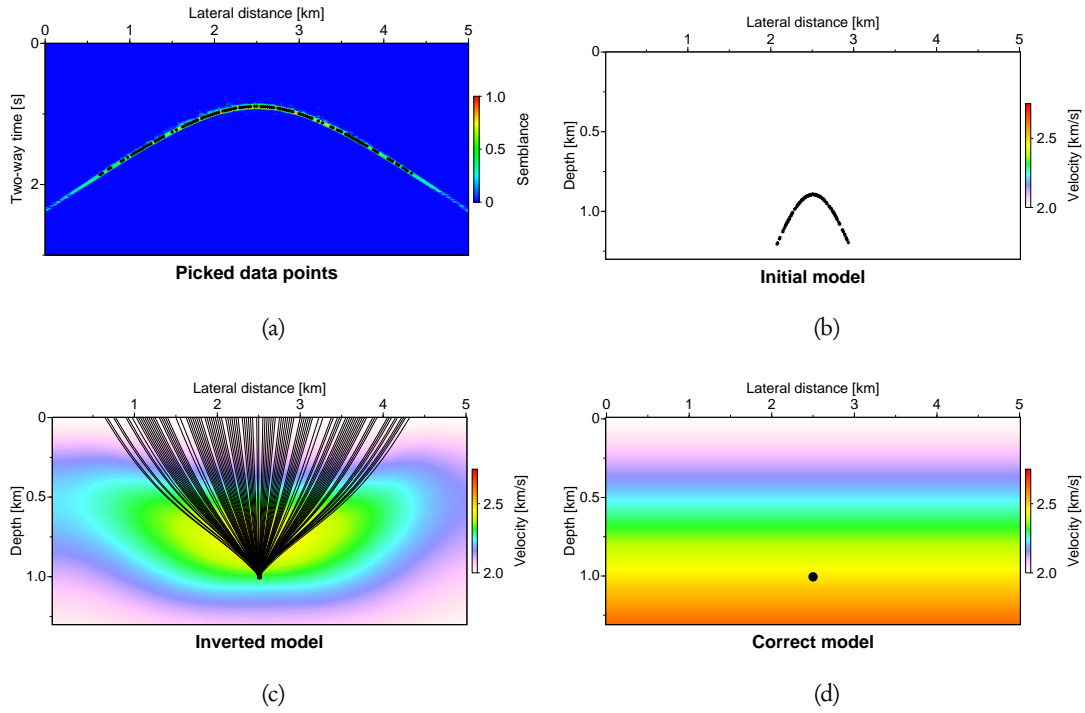 Lateral distance [km]
0 1 2 3 4 5
0
2
Two-way time [s]
1.0
0.5
0
Semblance
Picked data points
(a)
Lateral distance [km]
1 2 3 4 5
0
0.5
1.0
Depth [km]
2.5
2.0
Velocity [km/s]
Initial model
(b)
Lateral distance [km]
1 2 3 4 5
0
0.5
1.0
Depth [km]
2.5
2.0
Velocity [km/s]
Inverted model
(c)
Lateral distance [km]
0 1 2 3 4 5
0
0.5
1.0
Depth [km]
2.5
2.0
Velocity [km/s]
Correct model
(d)